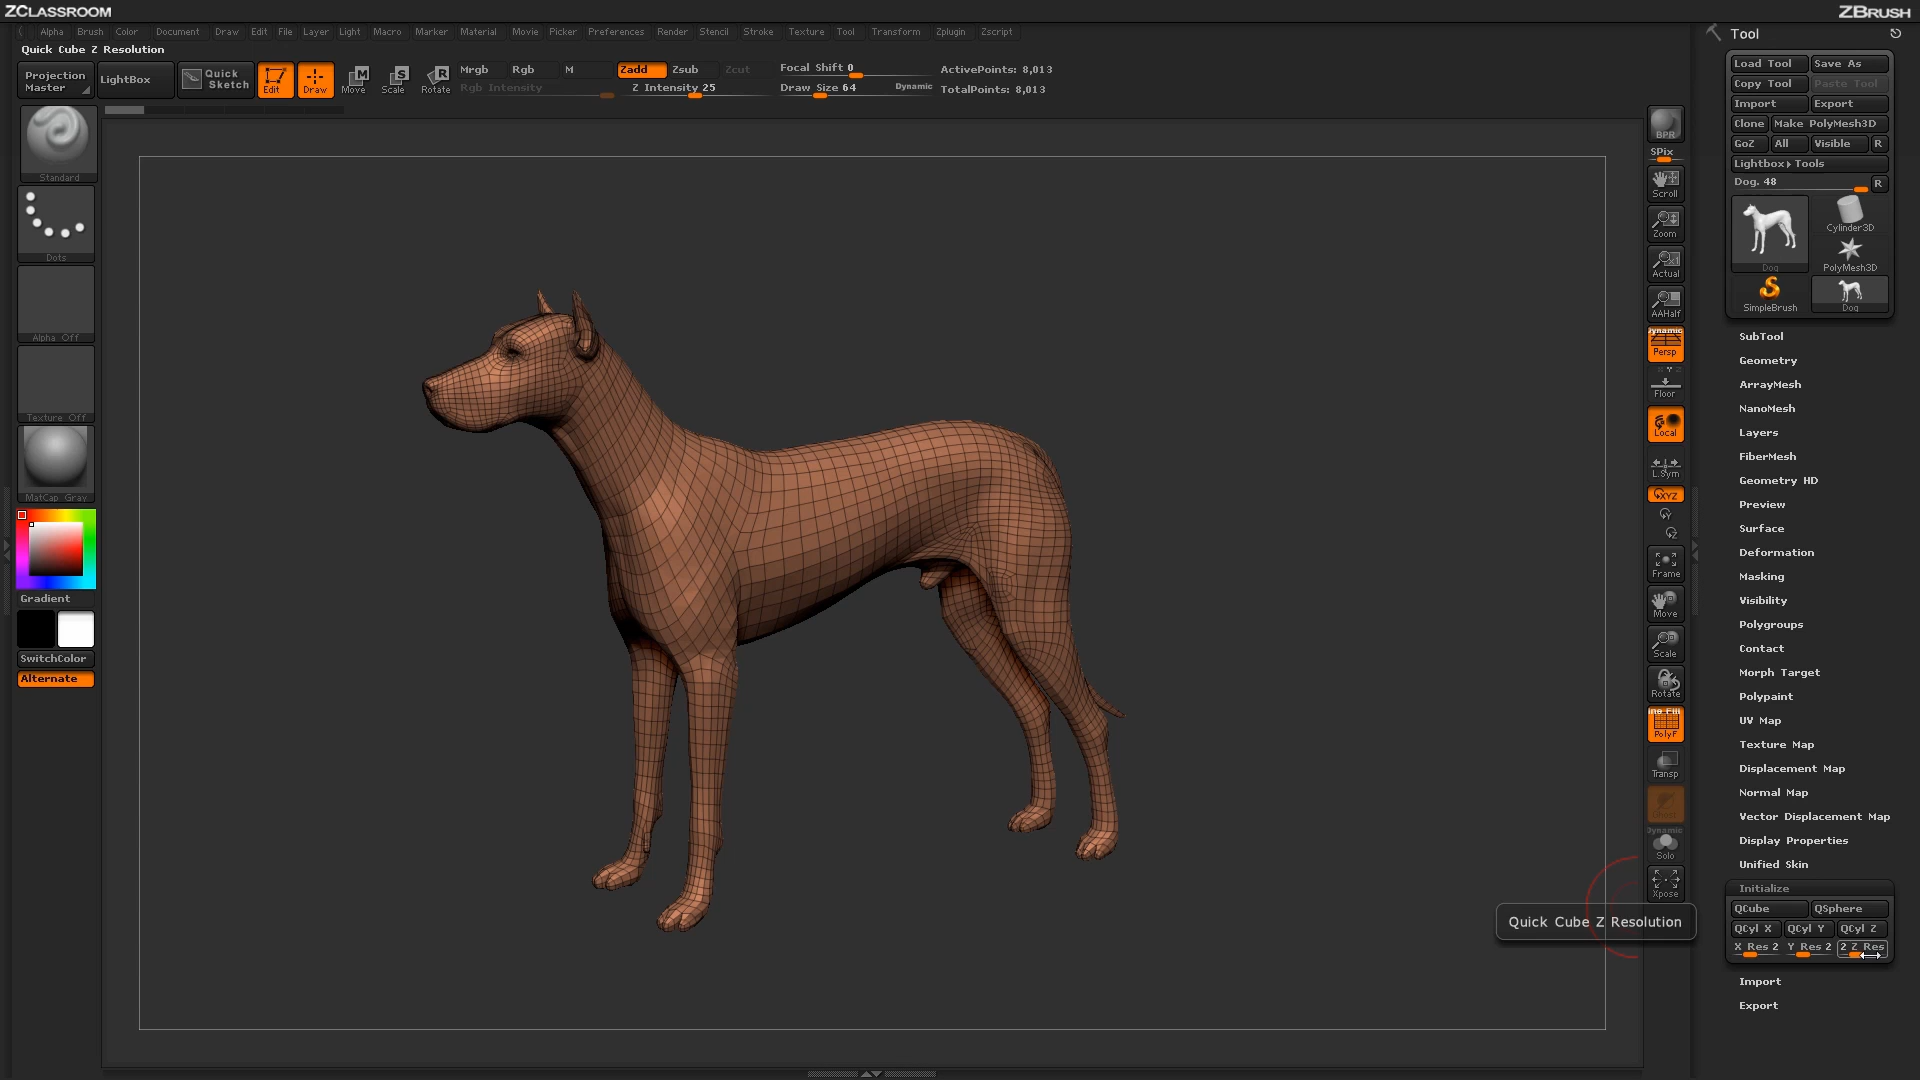 ZCLASSROOM
ZBRUSH
Alpha Brush Color Document Draw Edit File Layer Light Macro Marker Material Movie Picker Preferences Render Stencil Stroke Texture Tool Transform Zplugin Zscript
Quick Cube Z Resolution
Projection Master
LightBox
Quick Sketch
Edit
Draw
Move
Scale
Rotate
Mrgb Rgb M
Rgb Intensity
Zadd Zsub Zcut
Z Intensity 25
Focal Shift 0
Draw Size 64
Dynamic
ActivePoints: 8,013
TotalPoints: 8,013
Standard
Dots
Alpha Off
Texture Off
MatCap Gray
Gradient
SwitchColor
Alternate
BPR
SPix
Scroll
Zoom
Actual
AAHalf
Dynamic
Persp
Floor
Local
L.Sym
XYZ
Y
Z
Frame
Move
Scale
Rotate
PolyF
Transp
Dynamic
Solo
Xpose
Quick Cube Z Resolution
Tool
Load Tool Save As
Copy Tool Paste Tool
Import Export
Clone Make PolyMesh3D
GoZ All Visible R
Lightbox▸Tools
Dog. 48 R
Dog
Cylinder3D
PolyMesh3D
SimpleBrush
Dog
SubTool
Geometry
ArrayMesh
NanoMesh
Layers
FiberMesh
Geometry HD
Preview
Surface
Deformation
Masking
Visibility
Polygroups
Contact
Morph Target
Polypaint
UV Map
Texture Map
Displacement Map
Normal Map
Vector Displacement Map
Display Properties
Unified Skin
Initialize
QCube QSphere
QCyl X QCyl Y QCyl Z
X Res 2 Y Res 2 2 Z Res
Import
Export